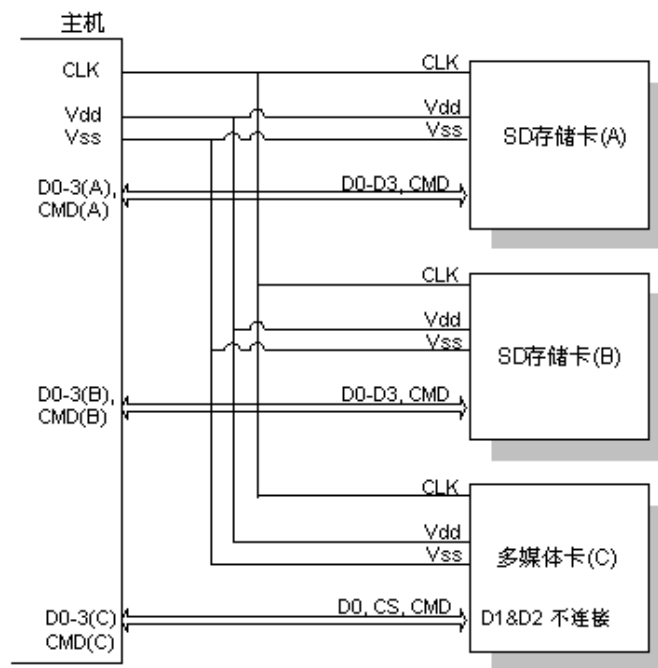 主机
CLK
CLK
Vdd
Vdd
Vss
Vss
SD存储卡(A)
D0-3(A),
CMD(A)
D0-D3, CMD
CLK
Vdd
Vss
SD存储卡(B)
D0-3(B),
CMD(B)
D0-D3, CMD
CLK
Vdd
Vss
多媒体卡(C)
D0-3(C)
CMD(C)
D0, CS, CMD
D1&D2 不连接